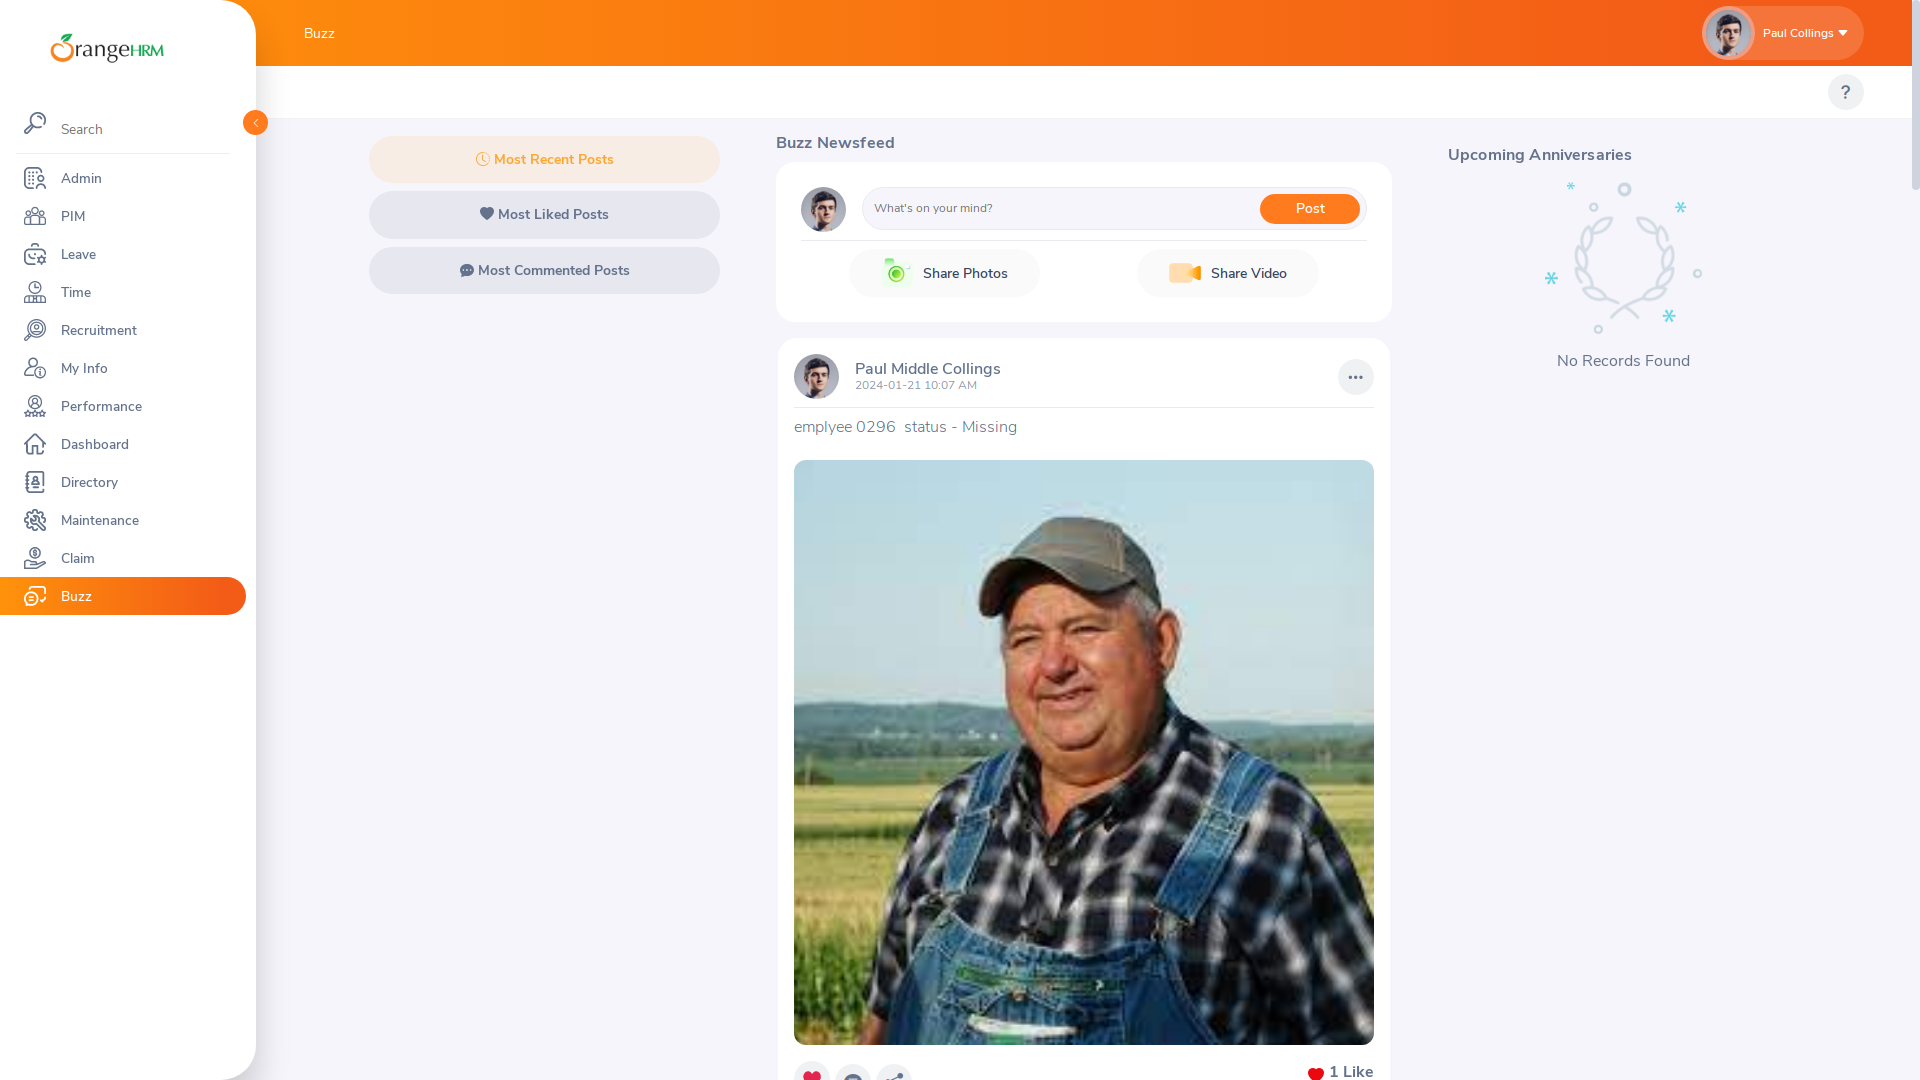 OrangeHRM
Search
Admin
PIM
Leave
Time
Recruitment
My Info
Performance
Dashboard
Directory
Maintenance
Claim
Buzz
Buzz
Paul Collings
?
Most Recent Posts
Most Liked Posts
Most Commented Posts
Buzz Newsfeed
What's on your mind?
Post
Share Photos
Share Video
Paul Middle Collings
2024-01-21 10:07 AM
emplyee 0296  status - Missing
1 Like
Upcoming Anniversaries
No Records Found